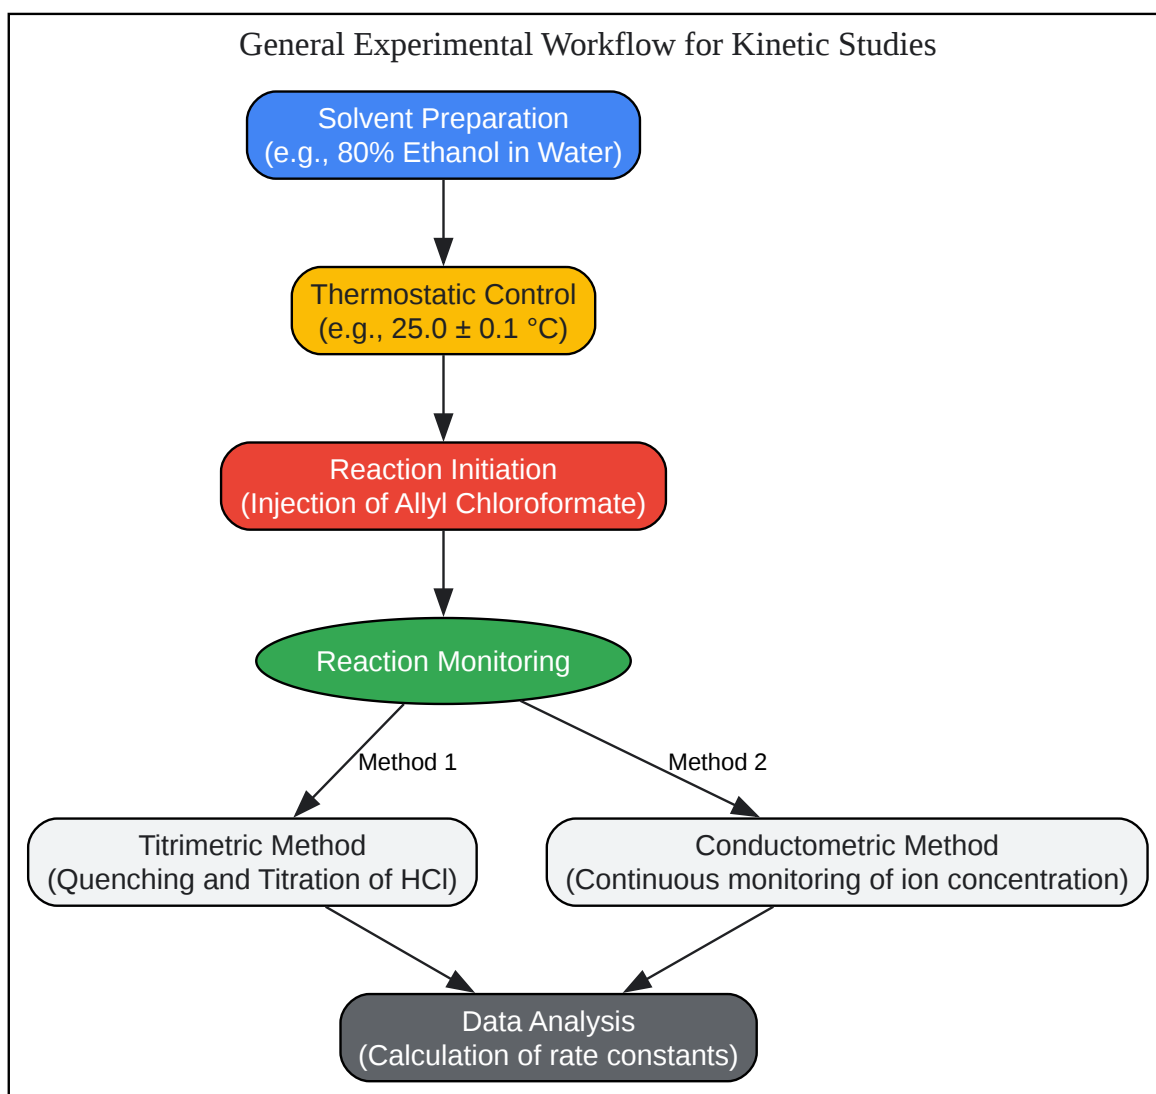 General Experimental Workflow for Kinetic Studies
Solvent Preparation
(e.g., 80% Ethanol in Water)
Thermostatic Control
(e.g., 25.0 ± 0.1 °C)
Reaction Initiation
(Injection of Allyl Chloroformate)
Reaction Monitoring
Method 1
Method 2
Titrimetric Method
(Quenching and Titration of HCl)
Conductometric Method
(Continuous monitoring of ion concentration)
Data Analysis
(Calculation of rate constants)